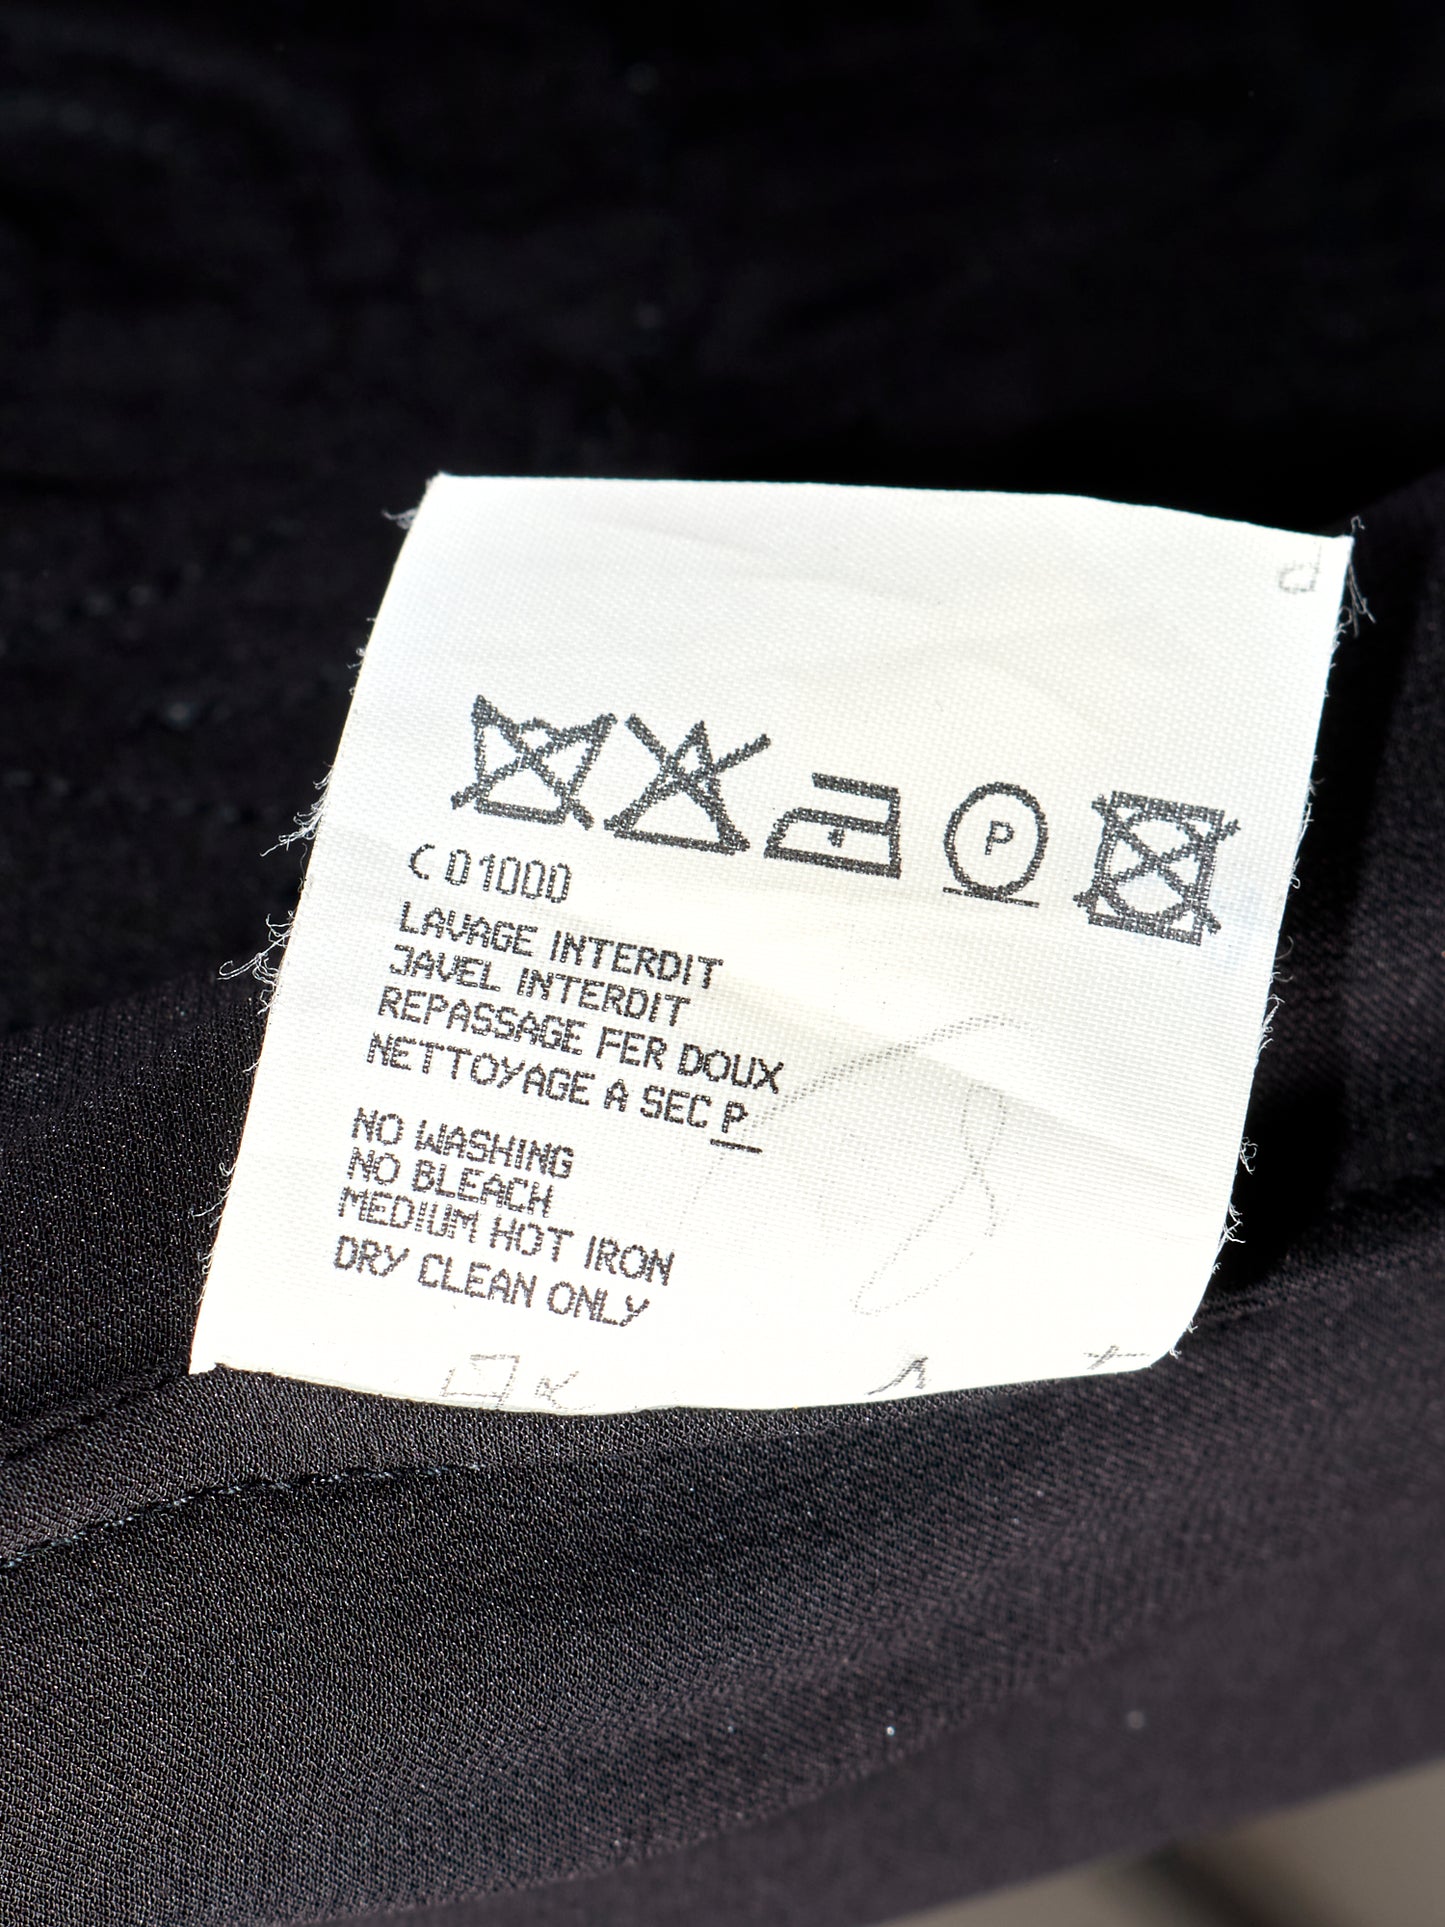 P
C 01000
LAVAGE INTERDIT
JAVEL INTERDIT
REPASSAGE FER DOUX
NETTOYAGE A SEC P
NO WASHING
NO BLEACH
MEDIUM HOT IRON
DRY CLEAN ONLY